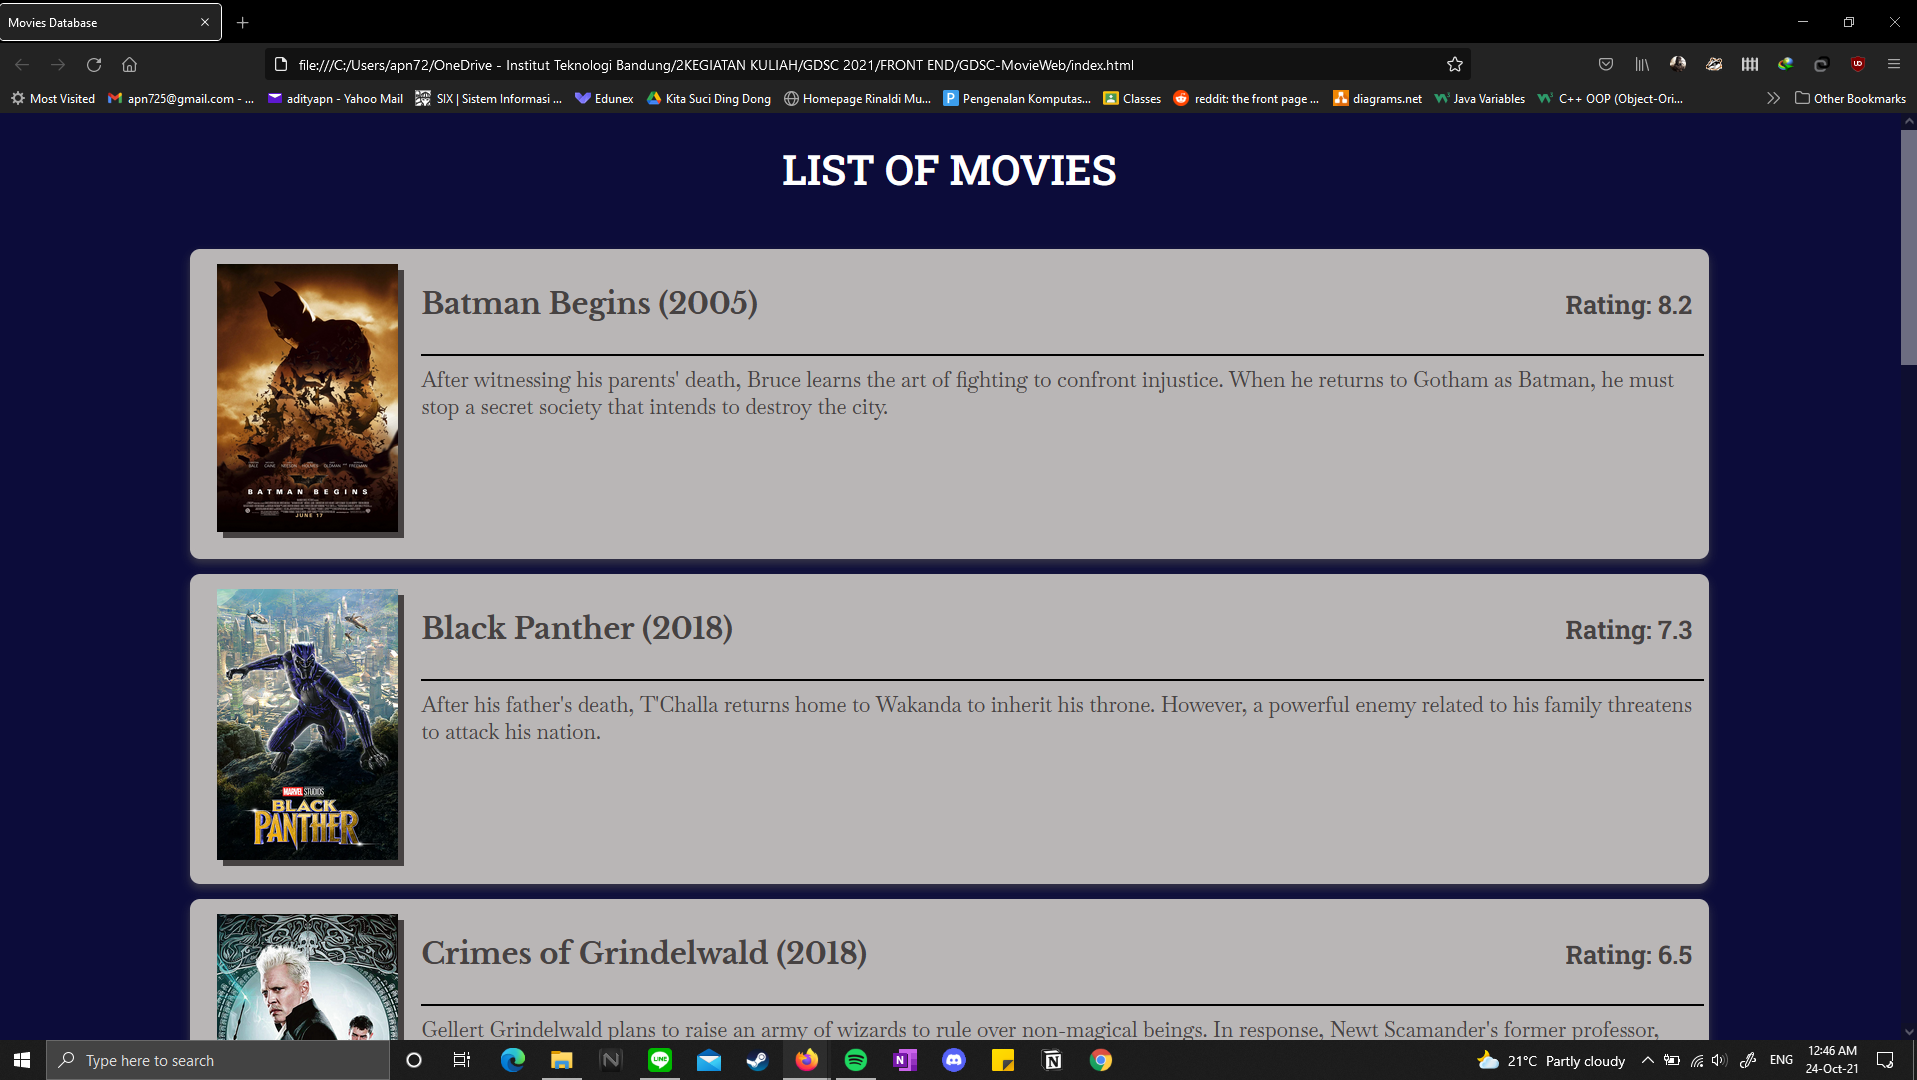 Movies Database
file:///C:/Users/apn72/OneDrive - Institut Teknologi Bandung/2KEGIATAN KULIAH/GDSC 2021/FRONT END/GDSC-MovieWeb/index.html
Most Visited apn725@gmail.com - ... adityapn - Yahoo Mail SIX | Sistem Informasi ... Edunex Kita Suci Ding Dong Homepage Rinaldi Mu... Pengenalan Komputas... Classes reddit: the front page ... diagrams.net Java Variables C++ OOP (Object-Ori... Other Bookmarks
LIST OF MOVIES
Batman Begins (2005)
Rating: 8.2
After witnessing his parents' death, Bruce learns the art of fighting to confront injustice. When he returns to Gotham as Batman, he must
stop a secret society that intends to destroy the city.
BATMAN BEGINS
JUNE 17
Black Panther (2018)
Rating: 7.3
After his father's death, T'Challa returns home to Wakanda to inherit his throne. However, a powerful enemy related to his family threatens
to attack his nation.
MARVEL STUDIOS
BLACK
PANTHER
Crimes of Grindelwald (2018)
Rating: 6.5
Gellert Grindelwald plans to raise an army of wizards to rule over non-magical beings. In response, Newt Scamander's former professor,
Type here to search
LINE
21°C Partly cloudy
ENG
12:46 AM
24-Oct-21